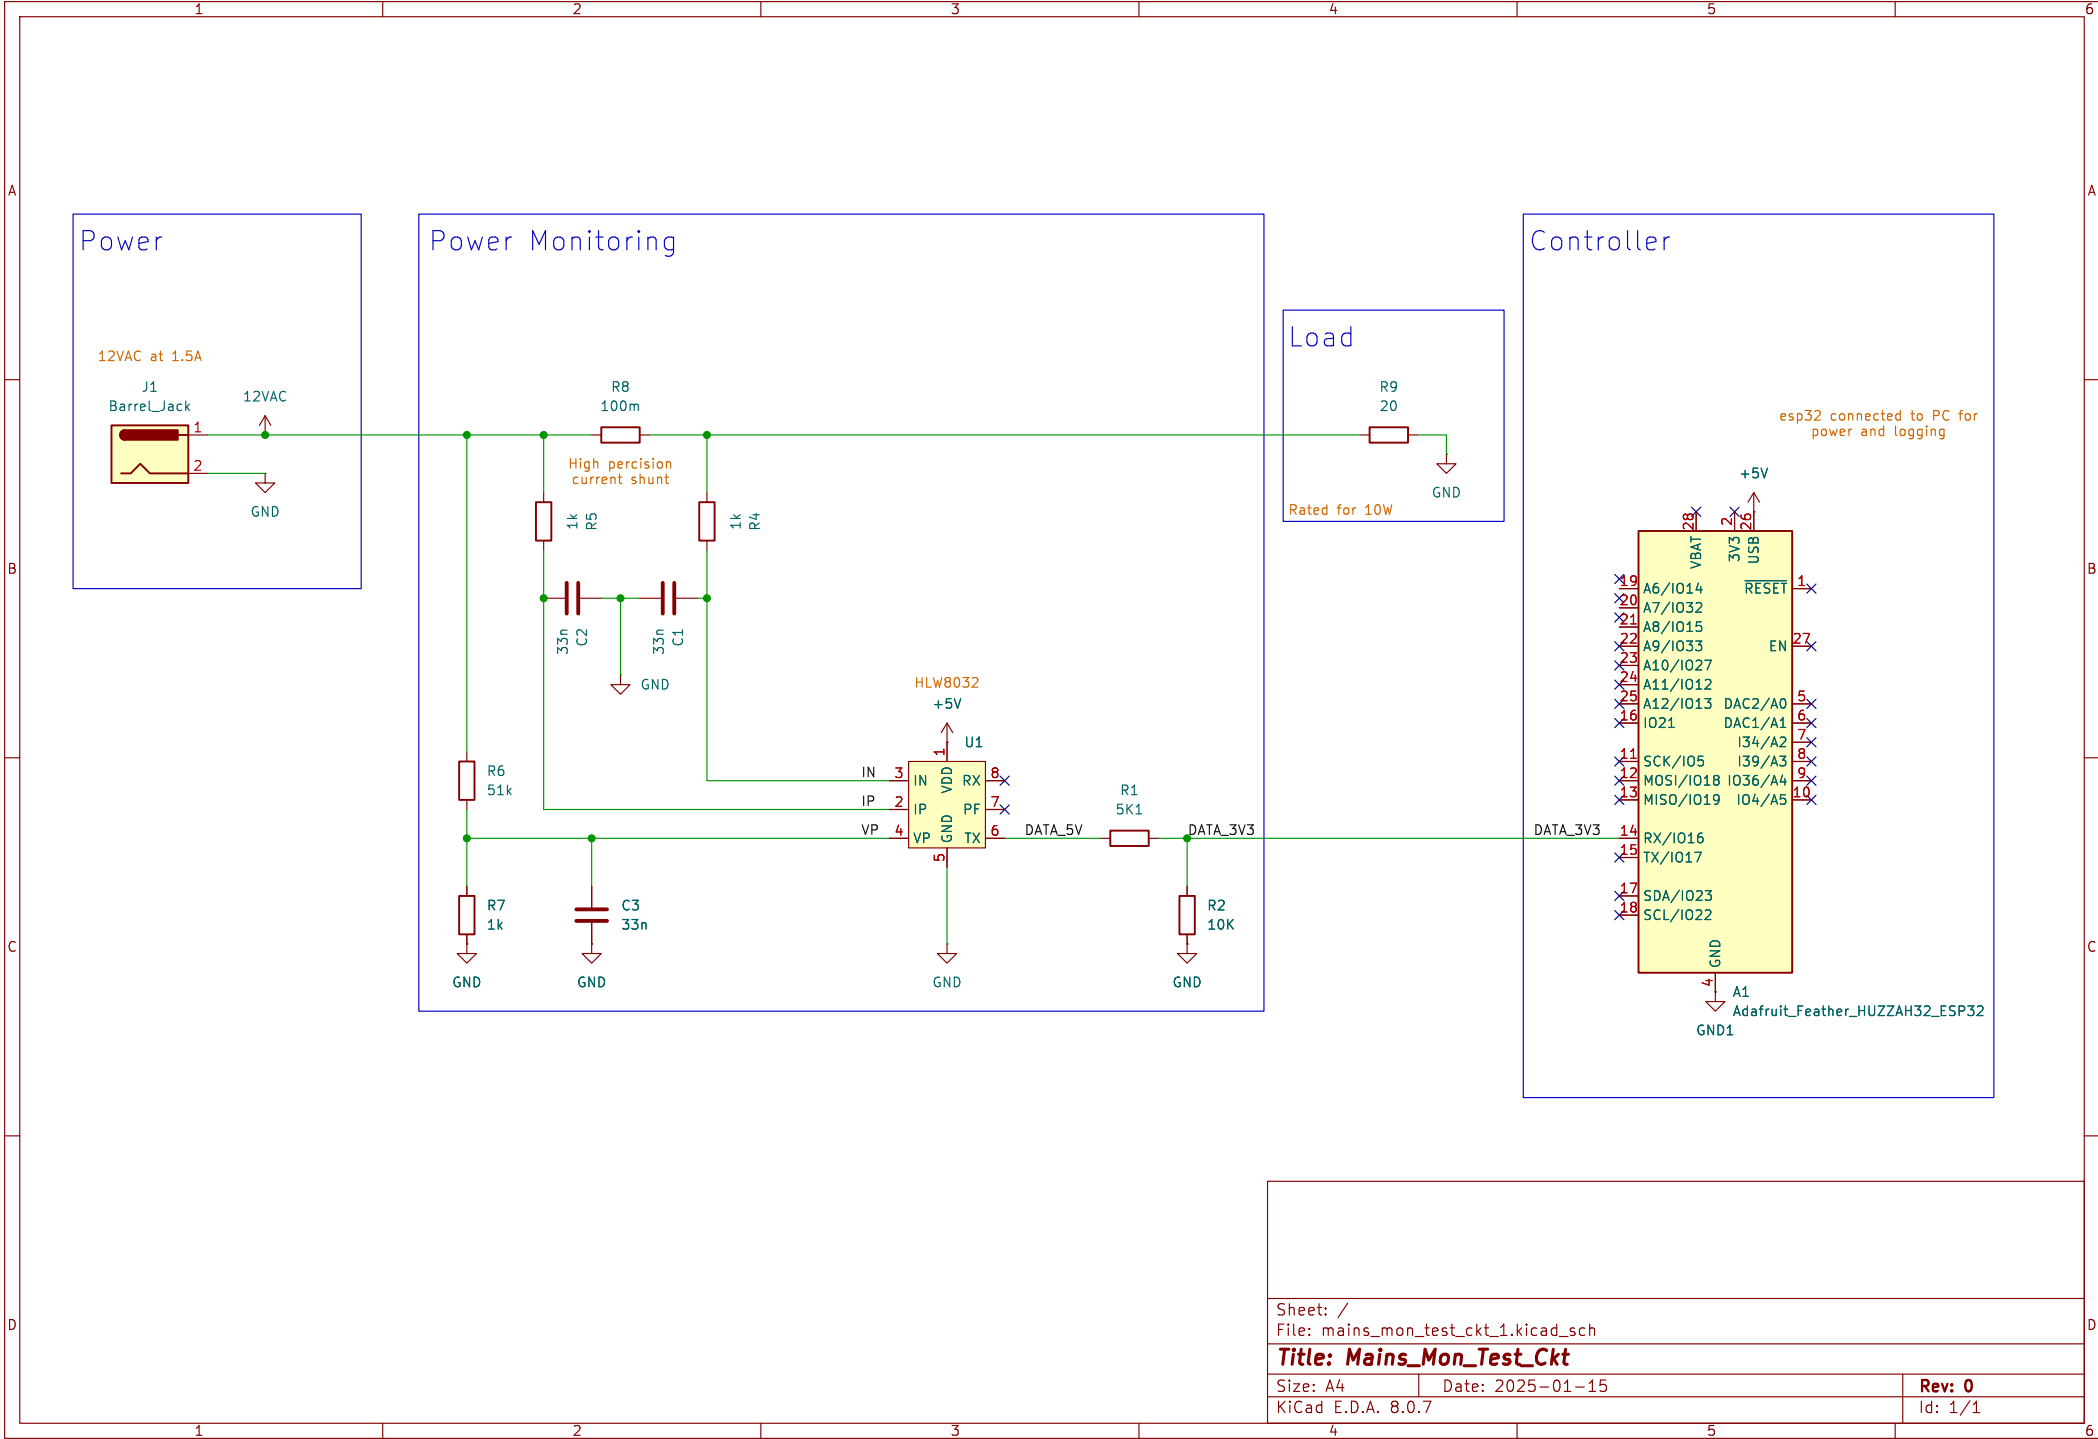 1 2 3 4 5 6
A
B
C
D
A
B
C
D
Power
12VAC at 1.5A
J1
Barrel_Jack
1
2
12VAC
GND
Power Monitoring
R8
100m
High percision
current shunt
1k
R5
1k
R4
33n
C2
33n
C1
GND
R6
51k
R7
1k
GND
C3
33n
GND
HLW8032
+5V
U1
IN
IP
VP
3 IN
2 IP
4 VP
1 VDD
GND 5
RX 8
PF 7
TX 6
GND
DATA_5V
R1
5K1
DATA_3V3
R2
10K
GND
Load
R9
20
GND
Rated for 10W
Controller
esp32 connected to PC for
power and logging
+5V
28 VBAT
2 3V3
26 USB
19 A6/IO14
20 A7/IO32
21 A8/IO15
22 A9/IO33
23 A10/IO27
24 A11/IO12
25 A12/IO13
16 IO21
11 SCK/IO5
12 MOSI/IO18
13 MISO/IO19
DATA_3V3
14 RX/IO16
15 TX/IO17
17 SDA/IO23
18 SCL/IO22
RESET 1
EN 27
DAC2/A0 5
DAC1/A1 6
I34/A2 7
I39/A3 8
IO36/A4 9
IO4/A5 10
GND
4
A1
Adafruit_Feather_HUZZAH32_ESP32
GND1
Sheet: /
File: mains_mon_test_ckt_1.kicad_sch
Title: Mains_Mon_Test_Ckt
Size: A4 Date: 2025-01-15 Rev: 0
KiCad E.D.A. 8.0.7 Id: 1/1
1 2 3 4 5 6